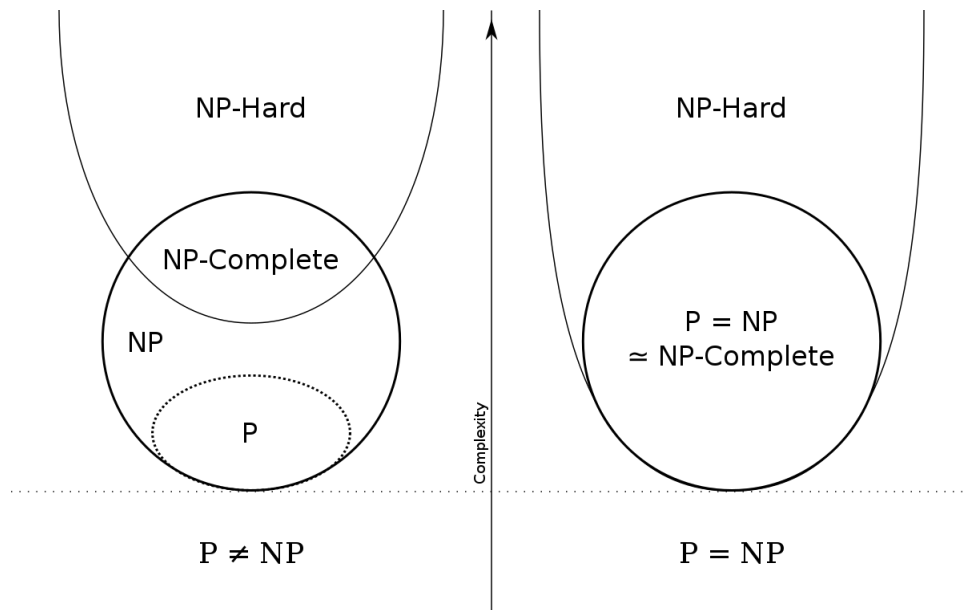 NP-Hard
NP-Complete
NP
P
P ≠ NP
Complexity
NP-Hard
P = NP
≃ NP-Complete
P = NP